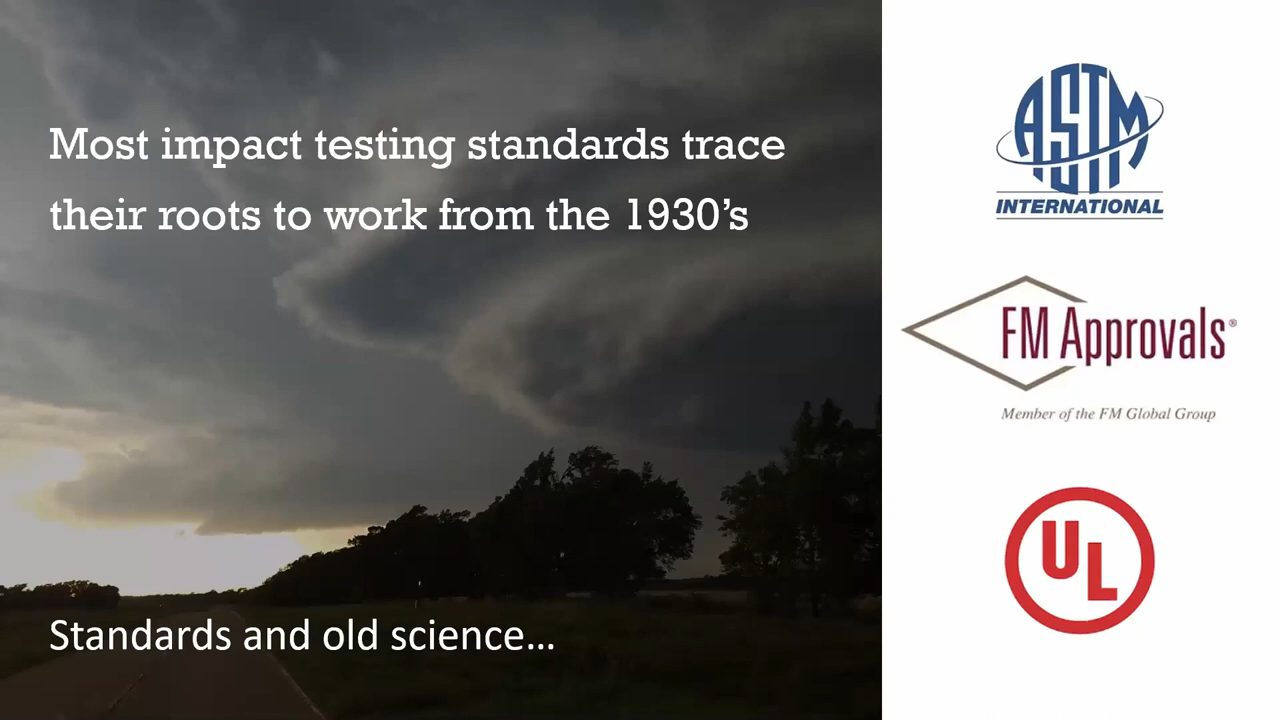 Most impact testing standards trace
their roots to work from the 1930’s
Standards and old science...
ASTM
INTERNATIONAL
FM Approvals®
Member of the FM Global Group
UL